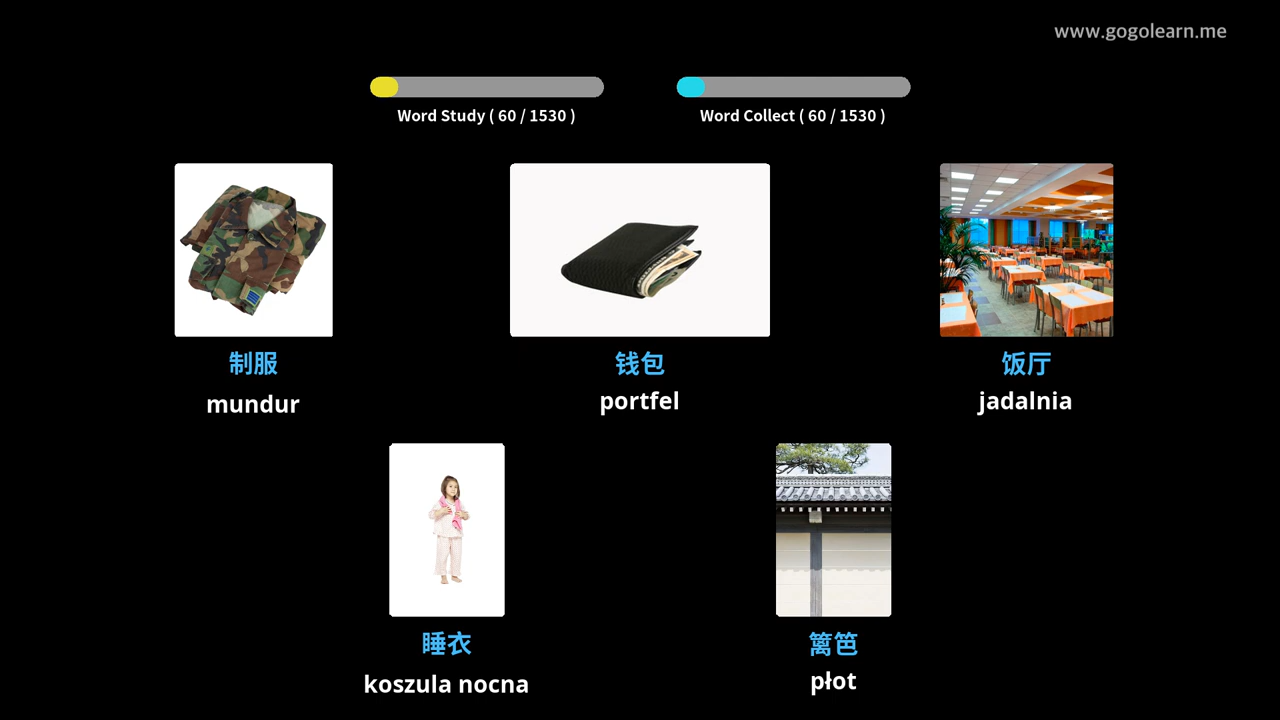 www.gogolearn.me
Word Study ( 60 / 1530 )
Word Collect ( 60 / 1530 )
制服
mundur
钱包
portfel
饭厅
jadalnia
睡衣
koszula nocna
篱笆
płot